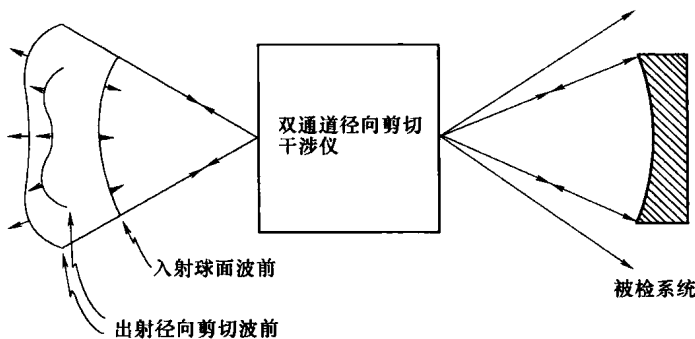 双通道径向剪切
干涉仪
入射球面波前
被检系统
出射径向剪切波前